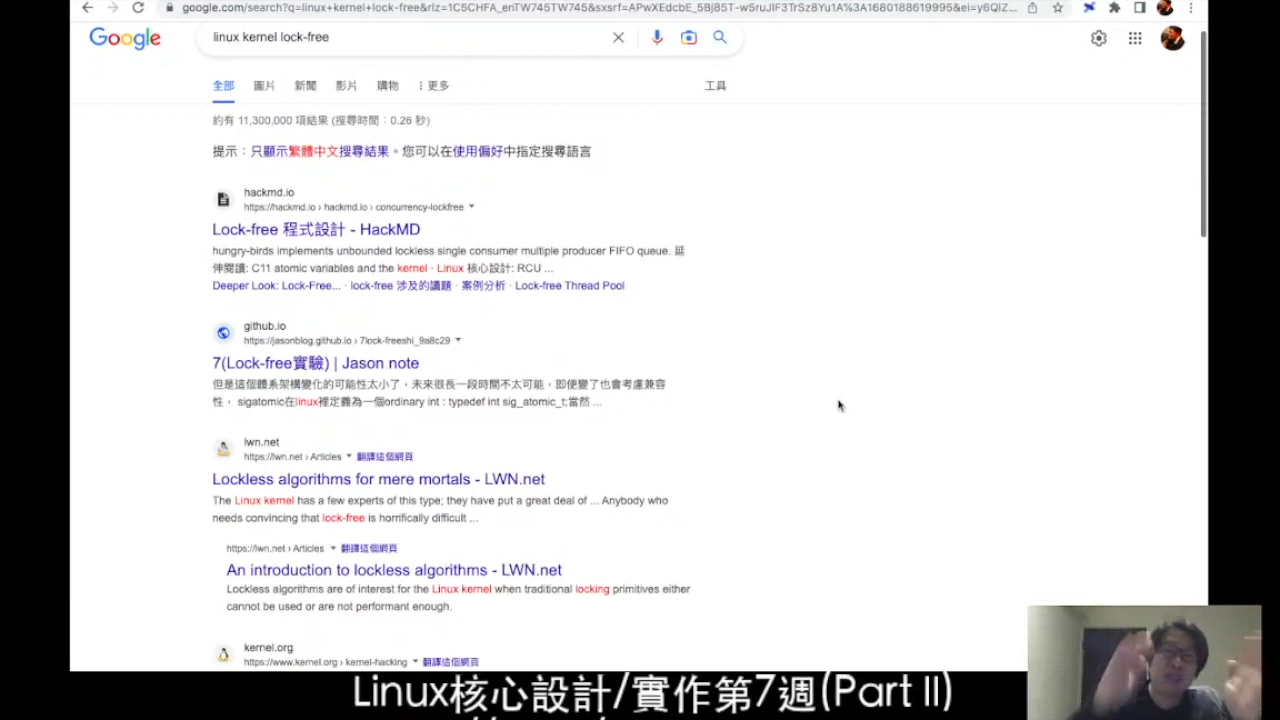 google.com/search?q=linux+kernel+lock-free&rlz=1C5CHFA_enTW745TW745&sxsrf=APwXEdcbE_5Bj85T-w5ruJIF3TrSz8Yu1A%3A1680188619995&ei=y6QlZ...
Google
linux kernel lock-free
全部 圖片 新聞 影片 購物 ⋮更多 工具
約有 11,300,000 項結果 (搜尋時間：0.26 秒)
提示：只顯示繁體中文搜尋結果。您可以在使用偏好中指定搜尋語言
hackmd.io
https://hackmd.io › hackmd.io › concurrency-lockfree
Lock-free 程式設計 - HackMD
hungry-birds implements unbounded lockless single consumer multiple producer FIFO queue. 延
伸閱讀: C11 atomic variables and the kernel · Linux 核心設計: RCU ...
Deeper Look: Lock-Free... · lock-free 涉及的議題 · 案例分析 · Lock-free Thread Pool
github.io
https://jasonblog.github.io › 7lock-freeshi_9a8c29
7(Lock-free實驗) | Jason note
但是這個體系架構變化的可能性太小了，未來很長一段時間不太可能，即便變了也會考慮兼容
性， sigatomic在linux裡定義為一個ordinary int : typedef int sig_atomic_t;當然 ...
lwn.net
https://lwn.net › Articles 翻譯這個網頁
Lockless algorithms for mere mortals - LWN.net
The Linux kernel has a few experts of this type; they have put a great deal of ... Anybody who
needs convincing that lock-free is horrifically difficult ...
https://lwn.net › Articles 翻譯這個網頁
An introduction to lockless algorithms - LWN.net
Lockless algorithms are of interest for the Linux kernel when traditional locking primitives either
cannot be used or are not performant enough.
kernel.org
https://www.kernel.org › kernel-hacking 翻譯這個網頁
Linux核心設計/實作第7週(Part II)